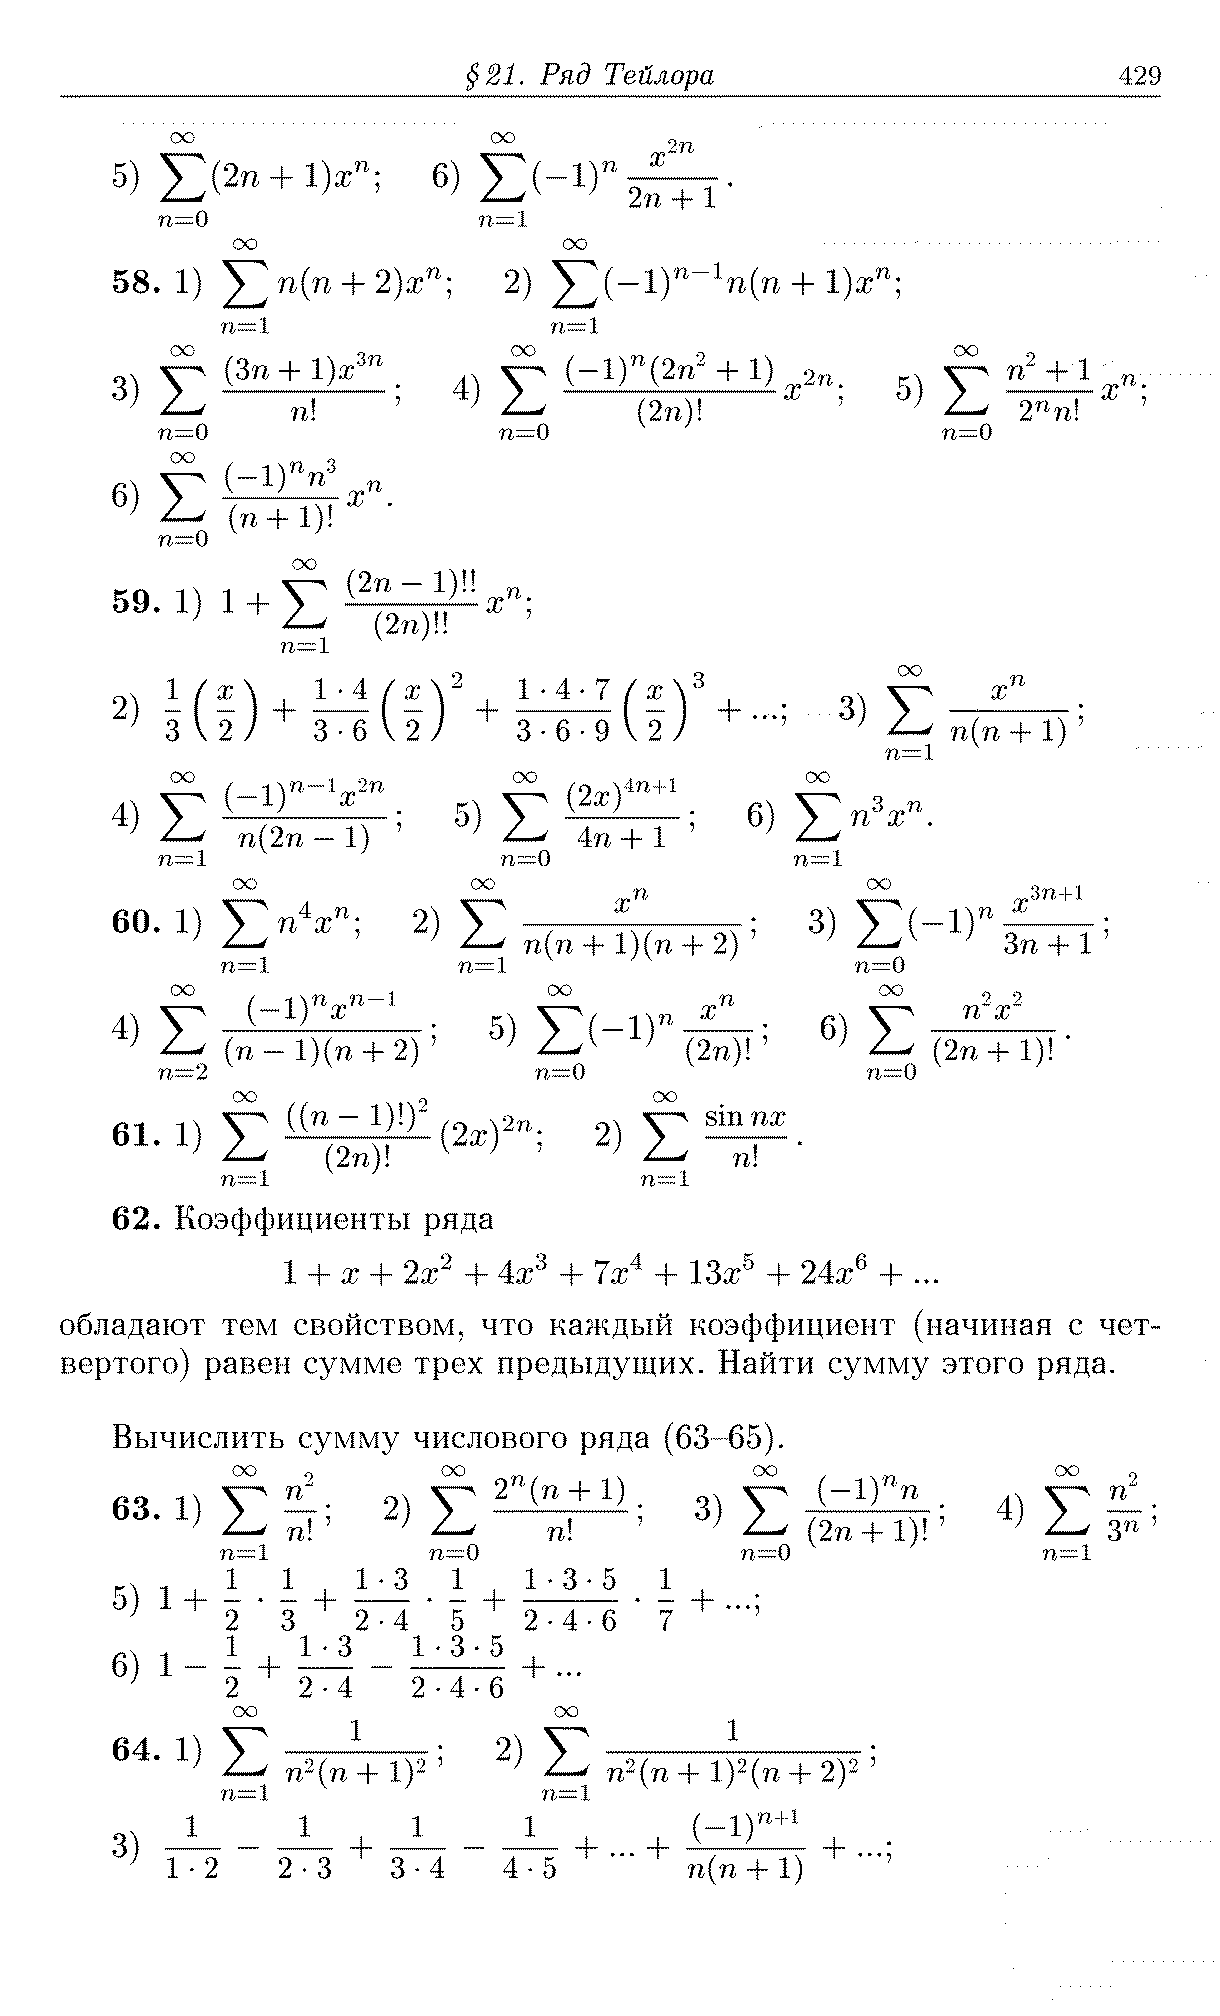 § 21. Ряд Тейлора 429
5) $\sum_{n=0}^{\infty}(2n+1)x^n$; 6) $\sum_{n=1}^{\infty}(-1)^n\frac{x^{2n}}{2n+1}$.
58. 1) $\sum_{n=1}^{\infty}n(n+2)x^n$; 2) $\sum_{n=1}^{\infty}(-1)^{n-1}n(n+1)x^n$;
3) $\sum_{n=0}^{\infty}\frac{(3n+1)x^{3n}}{n!}$; 4) $\sum_{n=0}^{\infty}\frac{(-1)^n(2n^2+1)}{(2n)!}x^{2n}$; 5) $\sum_{n=0}^{\infty}\frac{n^2+1}{2^n n!}x^n$;
6) $\sum_{n=0}^{\infty}\frac{(-1)^n n^3}{(n+1)!}x^n$.
59. 1) $1+\sum_{n=1}^{\infty}\frac{(2n-1)!!}{(2n)!!}x^n$;
2) $\frac{1}{3}\left(\frac{x}{2}\right)+\frac{1\cdot 4}{3\cdot 6}\left(\frac{x}{2}\right)^2+\frac{1\cdot 4\cdot 7}{3\cdot 6\cdot 9}\left(\frac{x}{2}\right)^3+...$; 3) $\sum_{n=1}^{\infty}\frac{x^n}{n(n+1)}$;
4) $\sum_{n=1}^{\infty}\frac{(-1)^{n-1}x^{2n}}{n(2n-1)}$; 5) $\sum_{n=0}^{\infty}\frac{(2x)^{4n+1}}{4n+1}$; 6) $\sum_{n=1}^{\infty}n^3x^n$.
60. 1) $\sum_{n=1}^{\infty}n^4x^n$; 2) $\sum_{n=1}^{\infty}\frac{x^n}{n(n+1)(n+2)}$; 3) $\sum_{n=0}^{\infty}(-1)^n\frac{x^{3n+1}}{3n+1}$;
4) $\sum_{n=2}^{\infty}\frac{(-1)^n x^{n-1}}{(n-1)(n+2)}$; 5) $\sum_{n=0}^{\infty}(-1)^n\frac{x^n}{(2n)!}$; 6) $\sum_{n=0}^{\infty}\frac{n^2x^2}{(2n+1)!}$.
61. 1) $\sum_{n=1}^{\infty}\frac{((n-1)!)^2}{(2n)!}(2x)^{2n}$; 2) $\sum_{n=1}^{\infty}\frac{\sin nx}{n!}$.
62. Коэффициенты ряда
$1+x+2x^2+4x^3+7x^4+13x^5+24x^6+...$
обладают тем свойством, что каждый коэффициент (начиная с чет-
вертого) равен сумме трех предыдущих. Найти сумму этого ряда.
Вычислить сумму числового ряда (63–65).
63. 1) $\sum_{n=1}^{\infty}\frac{n^2}{n!}$; 2) $\sum_{n=0}^{\infty}\frac{2^n(n+1)}{n!}$; 3) $\sum_{n=0}^{\infty}\frac{(-1)^n n}{(2n+1)!}$; 4) $\sum_{n=1}^{\infty}\frac{n^2}{3^n}$;
5) $1+\frac{1}{2}\cdot\frac{1}{3}+\frac{1\cdot 3}{2\cdot 4}\cdot\frac{1}{5}+\frac{1\cdot 3\cdot 5}{2\cdot 4\cdot 6}\cdot\frac{1}{7}+...$;
6) $1-\frac{1}{2}+\frac{1\cdot 3}{2\cdot 4}-\frac{1\cdot 3\cdot 5}{2\cdot 4\cdot 6}+...$
64. 1) $\sum_{n=1}^{\infty}\frac{1}{n^2(n+1)^2}$; 2) $\sum_{n=1}^{\infty}\frac{1}{n^2(n+1)^2(n+2)^2}$;
3) $\frac{1}{1\cdot 2}-\frac{1}{2\cdot 3}+\frac{1}{3\cdot 4}-\frac{1}{4\cdot 5}+...+\frac{(-1)^{n+1}}{n(n+1)}+...$;